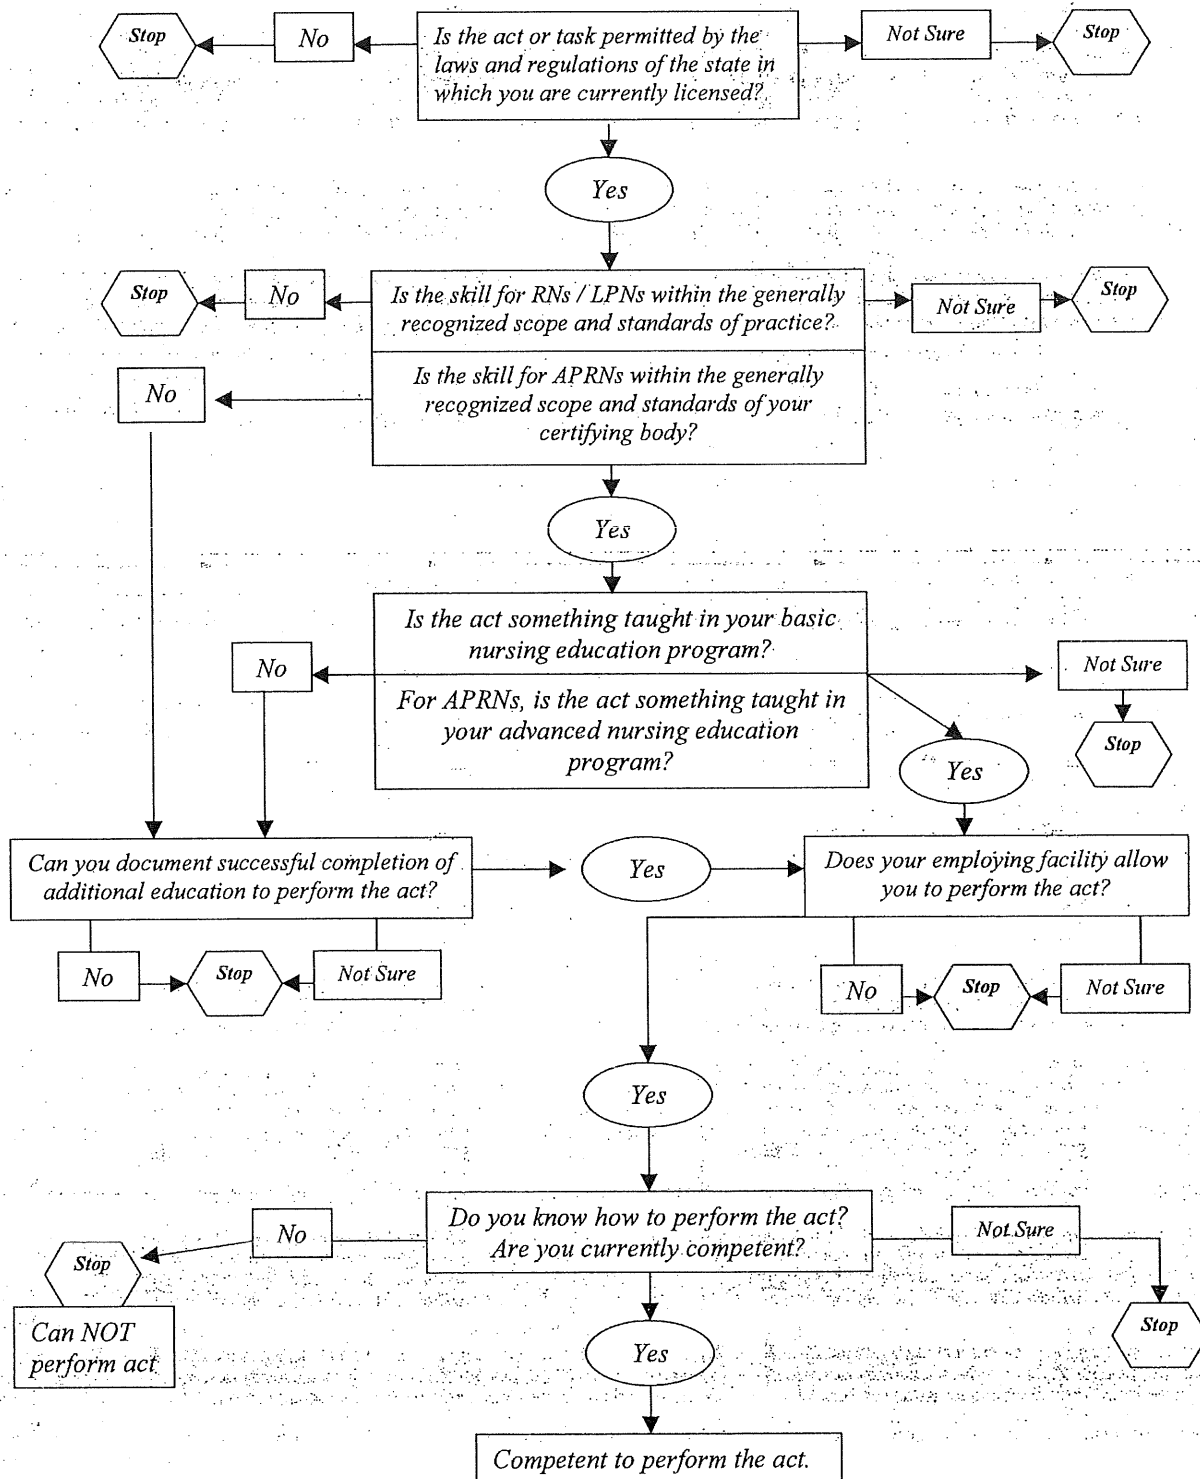 Stop
No
Is the act or task permitted by the
laws and regulations of the state in
which you are currently licensed?
Not Sure
Stop
Yes
Stop
No
Is the skill for RNs / LPNs within the generally
recognized scope and standards of practice?
Not Sure
Stop
No
Is the skill for APRNs within the generally
recognized scope and standards of your
certifying body?
Yes
Is the act something taught in your basic
nursing education program?
No
Not Sure
For APRNs, is the act something taught in
your advanced nursing education
program?
Stop
Yes
Can you document successful completion of
additional education to perform the act?
Yes
Does your employing facility allow
you to perform the act?
No
Stop
Not Sure
No
Stop
Not Sure
Yes
Do you know how to perform the act?
Are you currently competent?
No
Not Sure
Stop
Can NOT
perform act
Stop
Yes
Competent to perform the act.